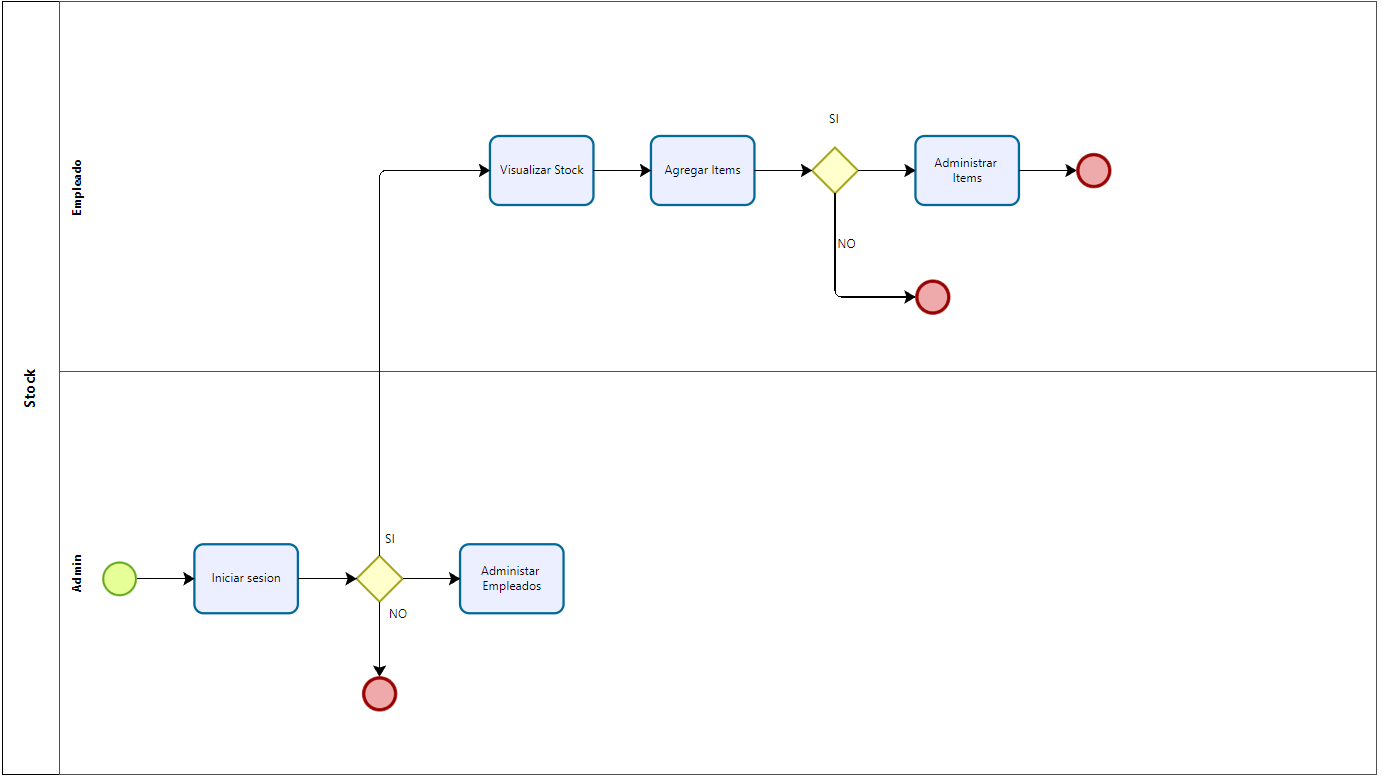 Stock
Empleado
SI
Visualizar Stock
Agregar Items
Administrar
Items
NO
Admin
SI
Iniciar sesion
Administar
Empleados
NO